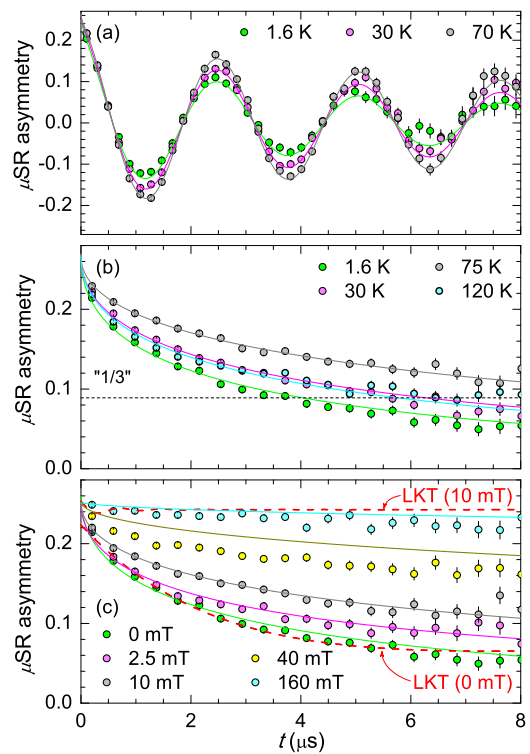 (a)
1.6 K 30 K 70 K
0.2
0.1
0.0
-0.1
-0.2
μSR asymmetry
(b)
1.6 K 75 K
30 K 120 K
0.2
"1/3"
0.1
0.0
μSR asymmetry
LKT (10 mT)
0.2
0.1
0.0
μSR asymmetry
(c)
0 mT
2.5 mT 40 mT
10 mT 160 mT
LKT (0 mT)
0 2 4 6 8
t (μs)